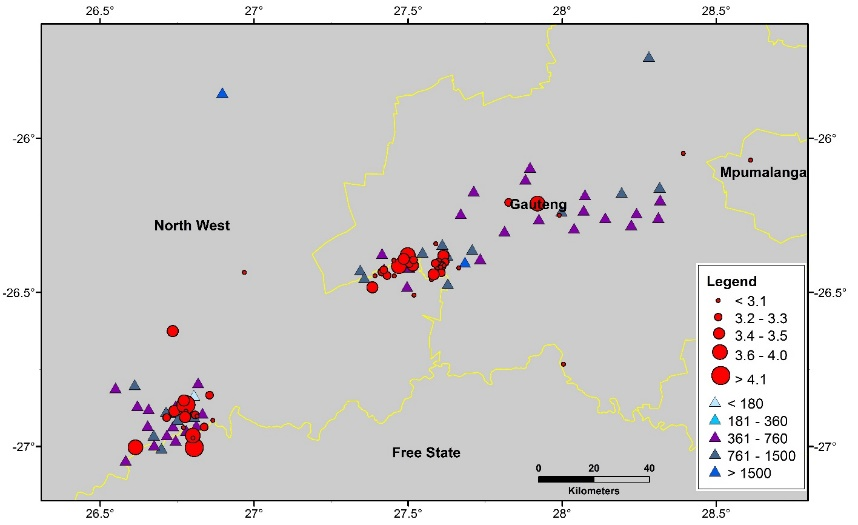 26.5° 27° 27.5° 28° 28.5°
-26° -26°
Mpumalanga
Gauteng
North West
-26.5° -26.5°
Legend
< 3.1
3.2 - 3.3
3.4 - 3.5
3.6 - 4.0
> 4.1
< 180
181 - 360
361 - 760
761 - 1500
> 1500
-27° -27°
Free State
0 20 40
Kilometers
26.5° 27° 27.5° 28° 28.5°